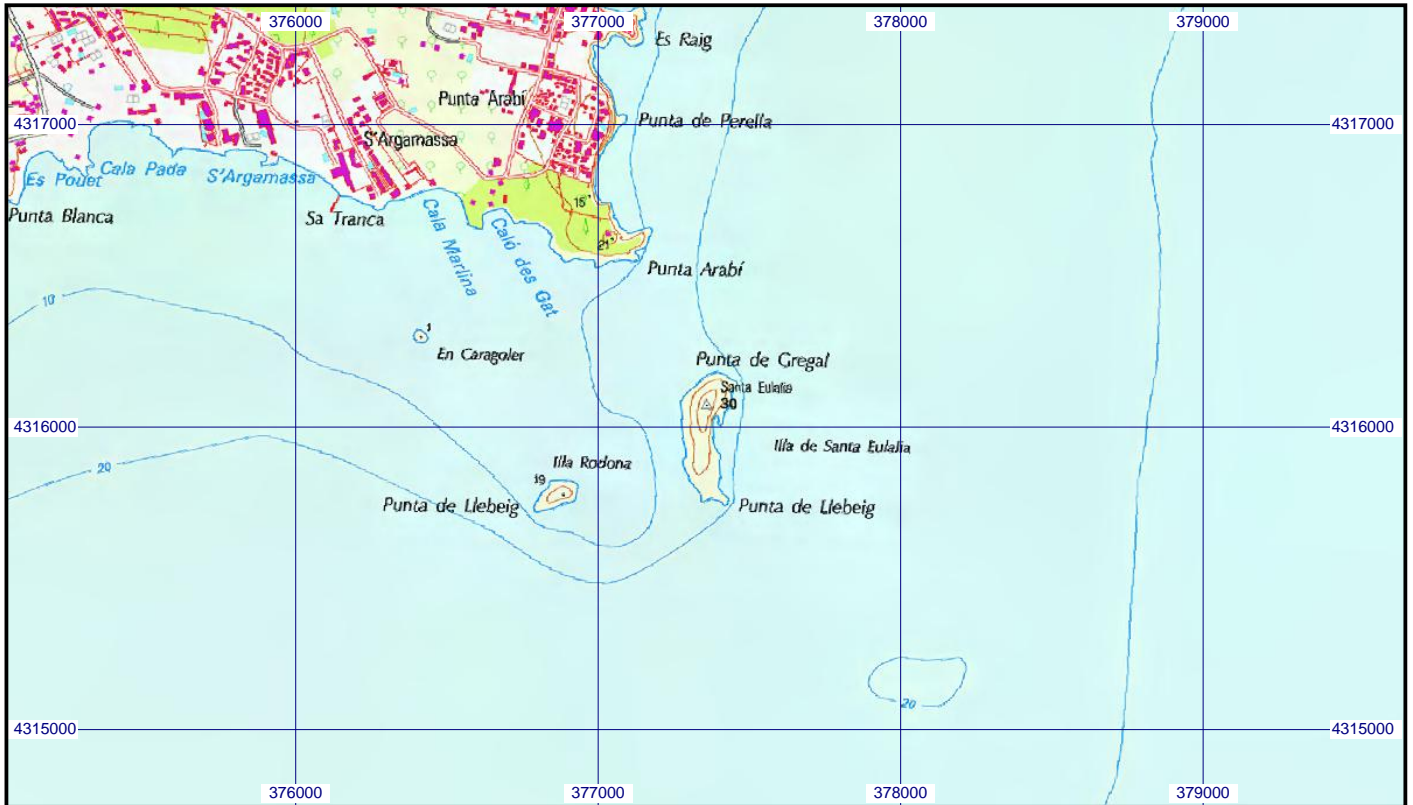 376000
377000
378000
379000
Es Raig
Punta Arabí
Punta de Perella
4317000
4317000
S'Argamassa
Es Pouet
Cala Pada
S'Argamassa
15
Punta Blanca
Sa Tranca
Cala Martina
Caló des Gat
21
Punta Arabí
10
En Caragoler
Punta de Gregal
Santa Eulalia
30
4316000
4316000
Illa de Santa Eulalia
20
Illa Rodona
19
Punta de Llebeig
Punta de Llebeig
20
4315000
4315000
376000
377000
378000
379000